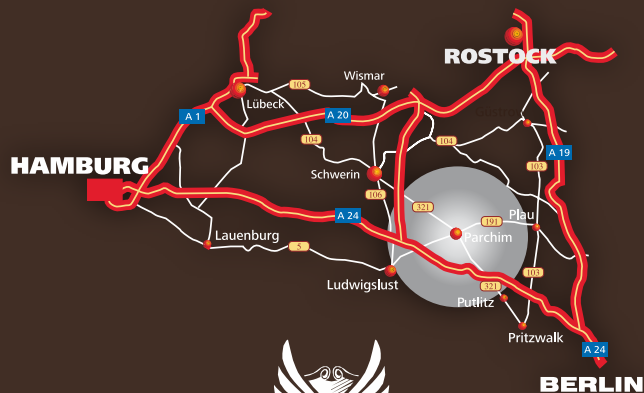 ROSTOCK
Wismar
105
Lübeck
A 1
A 20
Güstrow
104
104
103
A 19
HAMBURG
Schwerin
106
321
191
Plau
A 24
Parchim
Lauenburg
5
Ludwigslust
321
103
Putlitz
Pritzwalk
A 24
BERLIN